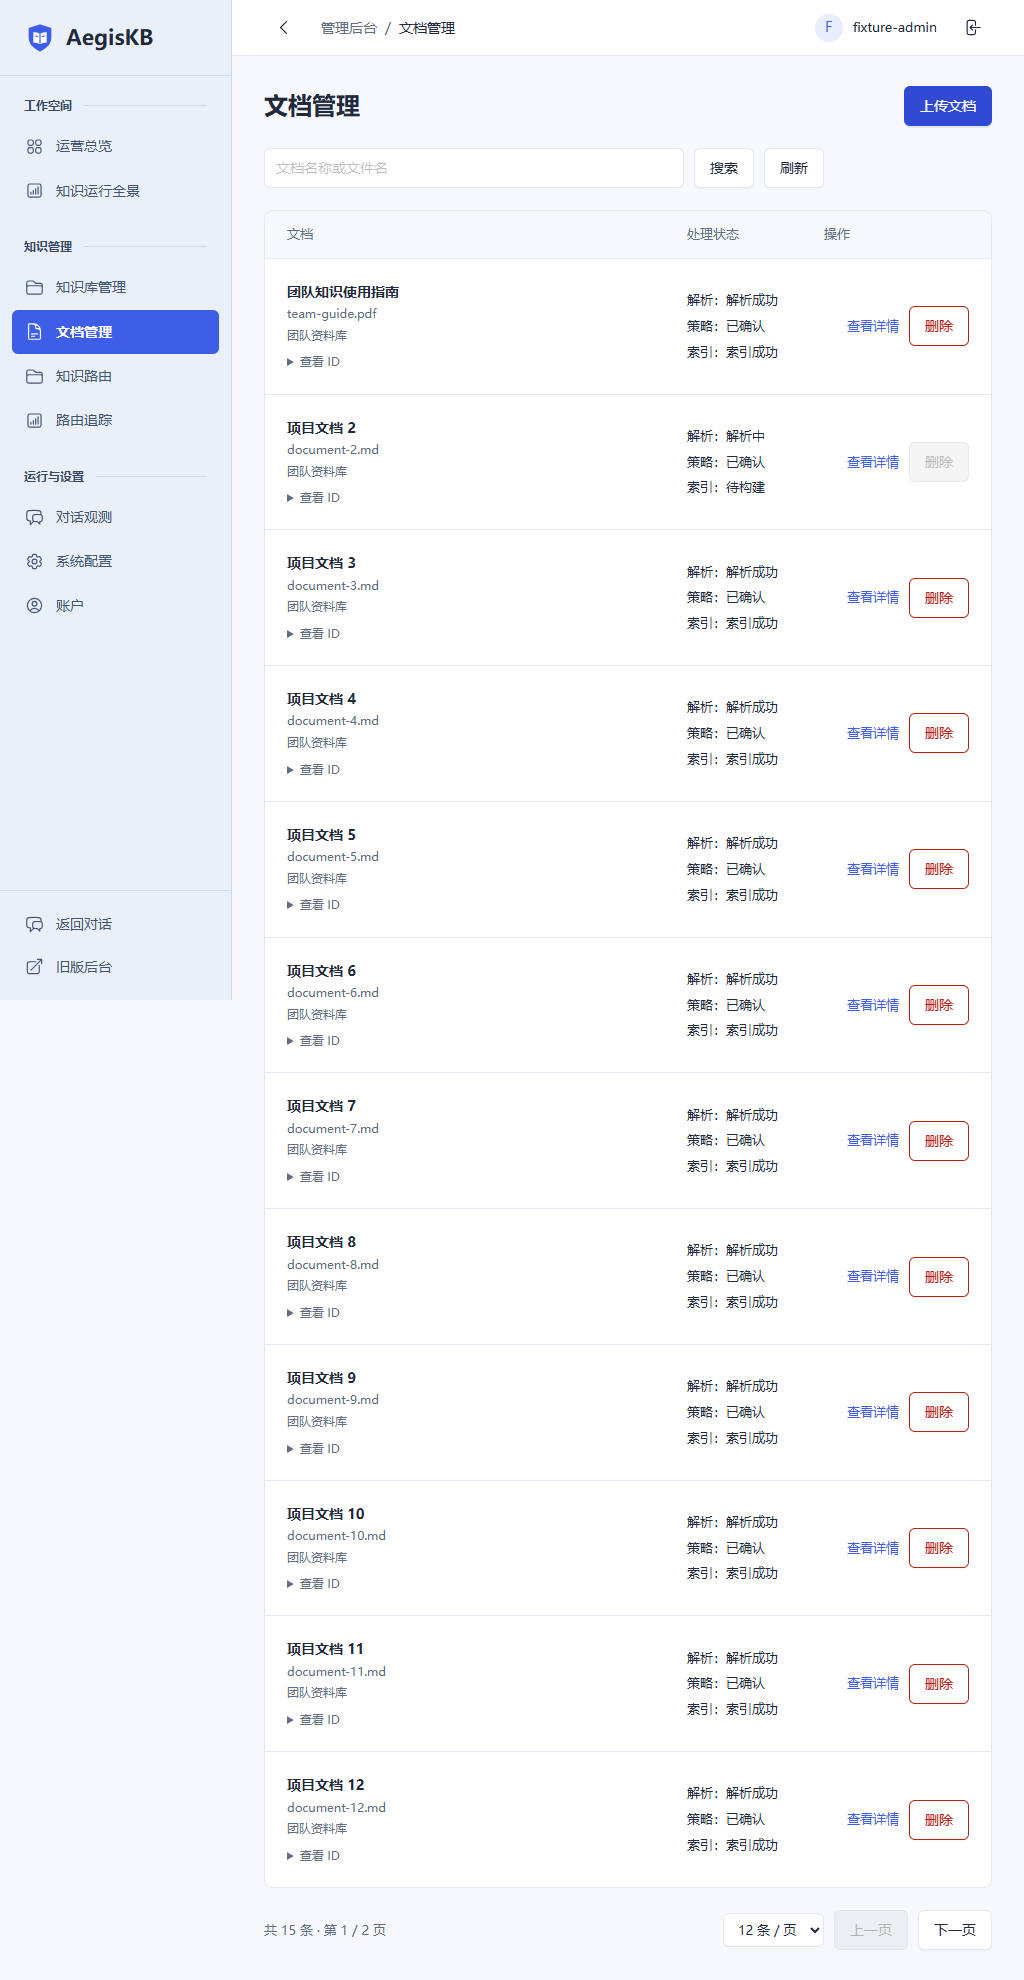 AegisKB
工作空间
运营总览
知识运行全景
知识管理
知识库管理
文档管理
知识路由
路由追踪
运行与设置
对话观测
系统配置
账户
返回对话
旧版后台
管理后台 / 文档管理
F fixture-admin
文档管理
上传文档
文档名称或文件名
搜索
刷新
文档 处理状态 操作
团队知识使用指南
team-guide.pdf
团队资料库
查看 ID
解析：解析成功
策略：已确认
索引：索引成功
查看详情 删除
项目文档 2
document-2.md
团队资料库
查看 ID
解析：解析中
策略：已确认
索引：待构建
查看详情 删除
项目文档 3
document-3.md
团队资料库
查看 ID
解析：解析成功
策略：已确认
索引：索引成功
查看详情 删除
项目文档 4
document-4.md
团队资料库
查看 ID
解析：解析成功
策略：已确认
索引：索引成功
查看详情 删除
项目文档 5
document-5.md
团队资料库
查看 ID
解析：解析成功
策略：已确认
索引：索引成功
查看详情 删除
项目文档 6
document-6.md
团队资料库
查看 ID
解析：解析成功
策略：已确认
索引：索引成功
查看详情 删除
项目文档 7
document-7.md
团队资料库
查看 ID
解析：解析成功
策略：已确认
索引：索引成功
查看详情 删除
项目文档 8
document-8.md
团队资料库
查看 ID
解析：解析成功
策略：已确认
索引：索引成功
查看详情 删除
项目文档 9
document-9.md
团队资料库
查看 ID
解析：解析成功
策略：已确认
索引：索引成功
查看详情 删除
项目文档 10
document-10.md
团队资料库
查看 ID
解析：解析成功
策略：已确认
索引：索引成功
查看详情 删除
项目文档 11
document-11.md
团队资料库
查看 ID
解析：解析成功
策略：已确认
索引：索引成功
查看详情 删除
项目文档 12
document-12.md
团队资料库
查看 ID
解析：解析成功
策略：已确认
索引：索引成功
查看详情 删除
共 15 条 · 第 1 / 2 页
12 条 / 页
上一页
下一页